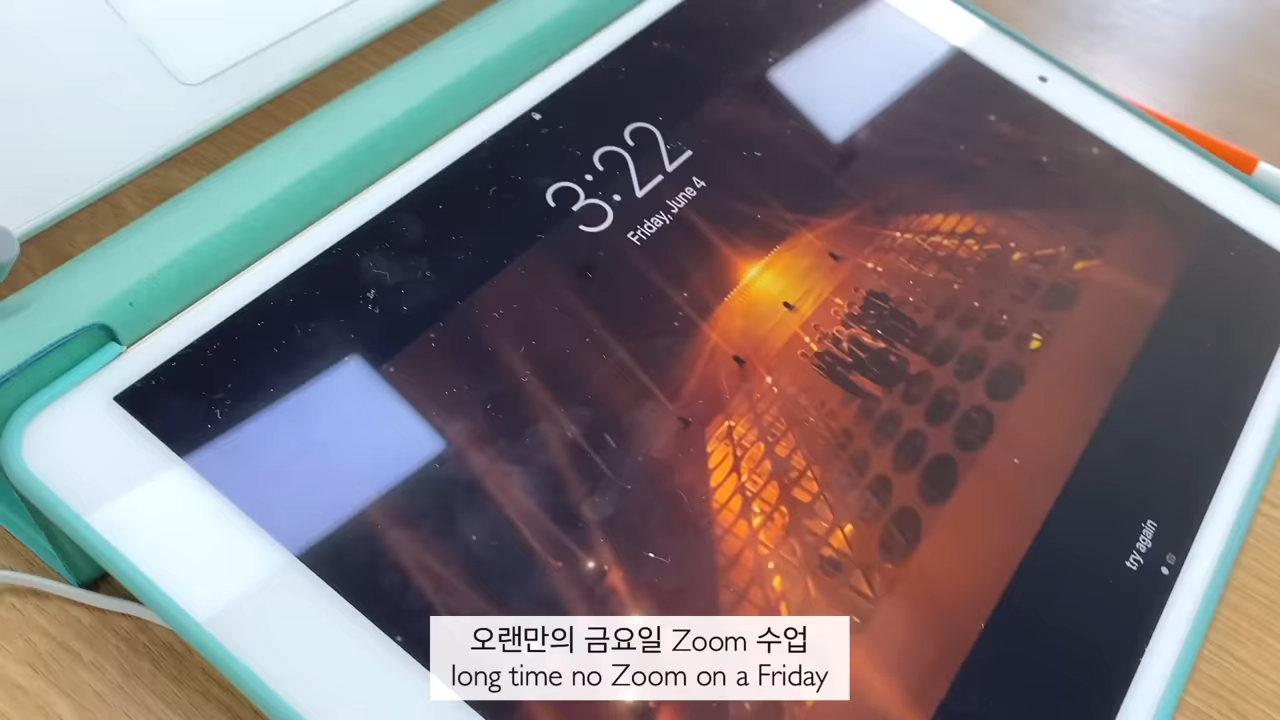 3:22
Friday, June 4
try again
오랜만의 금요일 Zoom 수업
long time no Zoom on a Friday